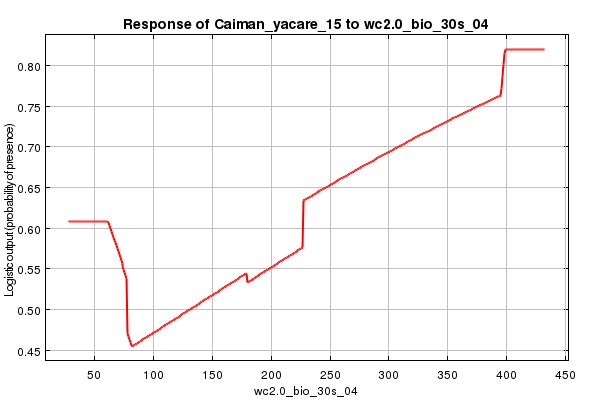 Response of Caiman_yacare_15 to wc2.0_bio_30s_04
Logistic output (probability of presence)
0.80
0.75
0.70
0.65
0.60
0.55
0.50
0.45
50 100 150 200 250 300 350 400 450
wc2.0_bio_30s_04